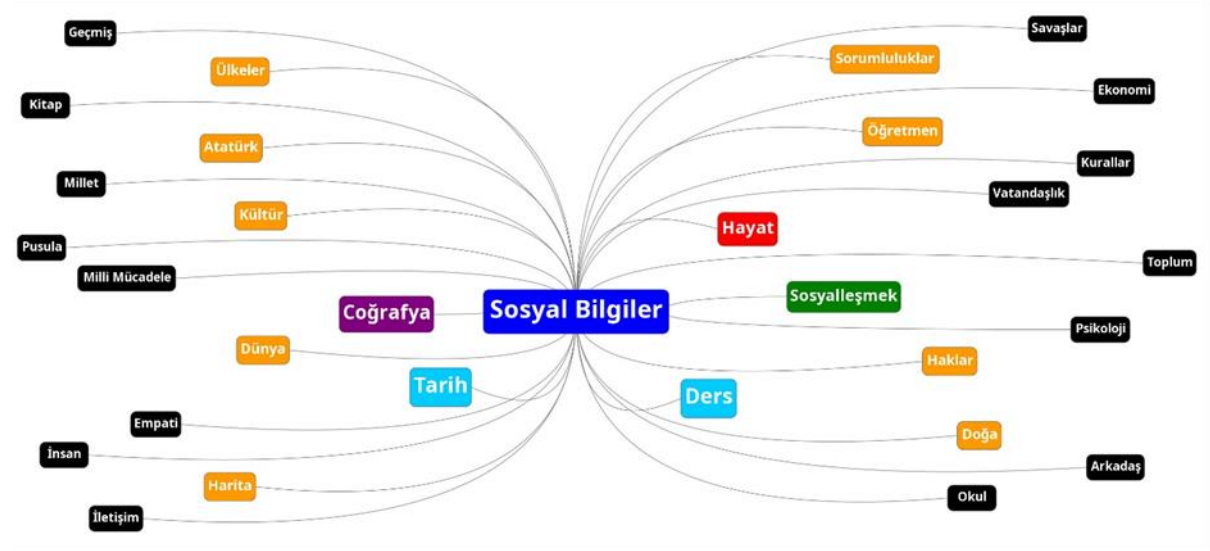 Geçmiş
Ülkeler
Kitap
Atatürk
Millet
Kültür
Pusula
Milli Mücadele
Coğrafya
Dünya
Tarih
Empati
İnsan
Harita
İletişim
Sosyal Bilgiler
Savaşlar
Sorumluluklar
Ekonomi
Öğretmen
Kurallar
Vatandaşlık
Hayat
Toplum
Sosyalleşmek
Psikoloji
Haklar
Ders
Doğa
Arkadaş
Okul